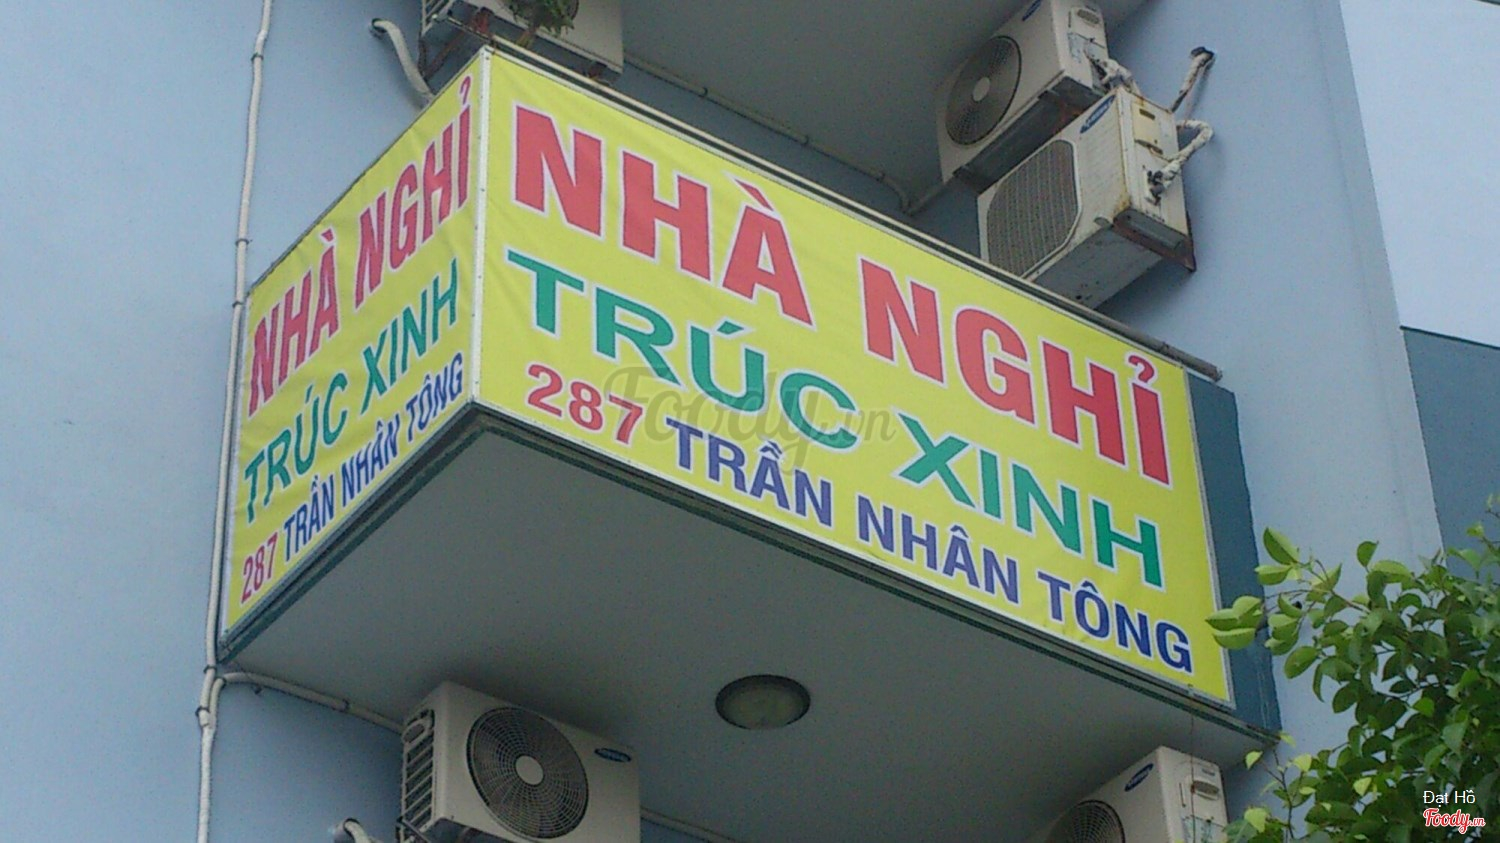 NHÀ NGHỈ
TRÚC XINH
287 TRẦN NHÂN TÔNG
NHÀ NGHỈ
TRÚC XINH
287 TRẦN NHÂN TÔNG
Foody.vn
Đạt Hồ
Foody.vn